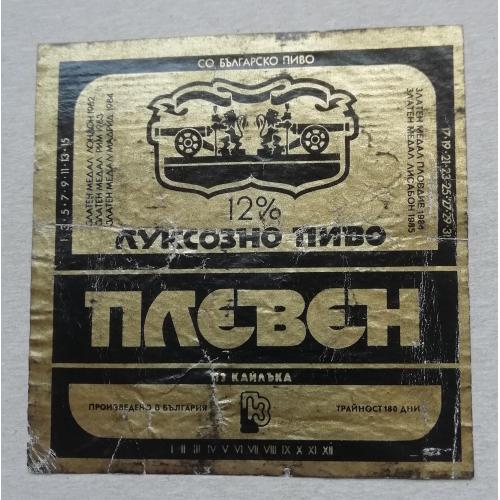 СО БЪЛГАРСКО ПИВО
1·3·5·7·9·11·13·15
ЗЛАТЕН МЕДАЛ ЛОНДОН 1982
ЗЛАТЕН МЕДАЛ РИМ 1983
ЗЛАТЕН МЕДАЛ МАДРИД 1984
ЗЛАТЕН МЕДАЛ ПЛОВДИВ 1984
ЗЛАТЕН МЕДАЛ ЛИСАБОН 1985
17·19·21·23·25·27·29·31
12%
ЛУКСОЗНО ПИВО
ПЛЕВЕН
ПЗ КАЙЛЪКА
ПРОИЗВЕДЕНО В БЪЛГАРИЯ
ПЗ
ТРАЙНОСТ 180 ДНИ
I II III IV V VI VII VIII IX X XI XII